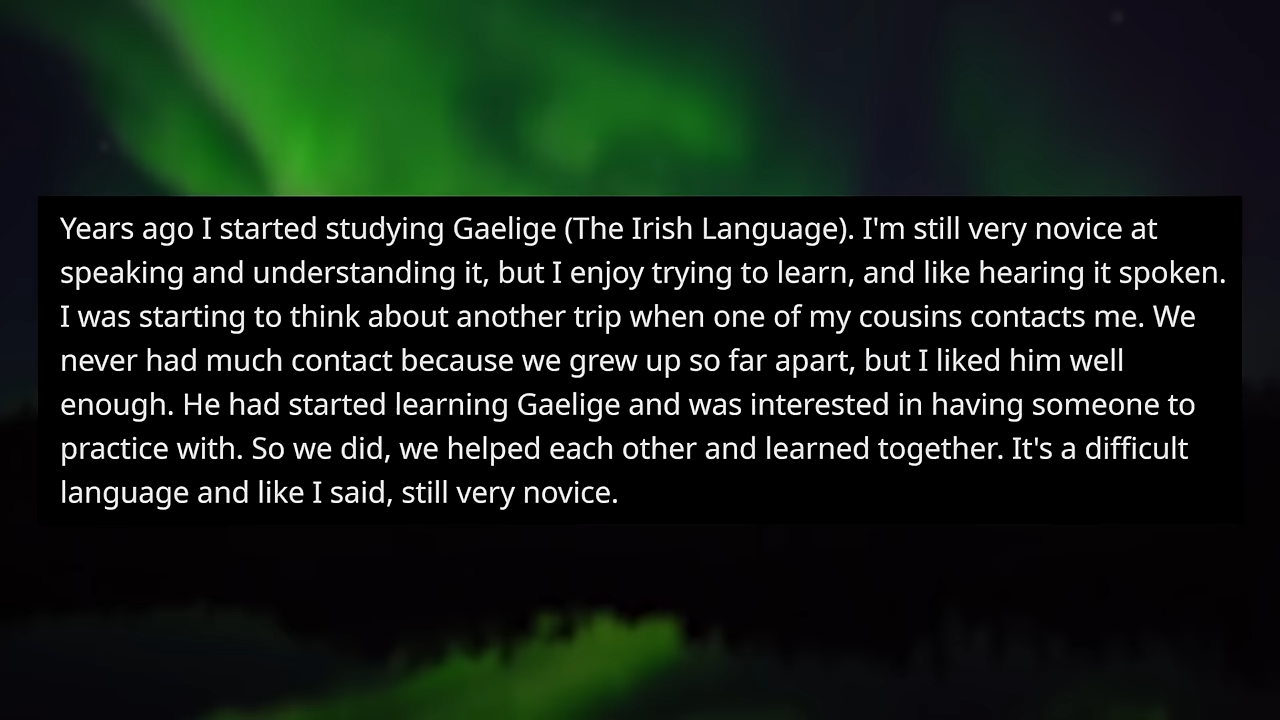 Years ago I started studying Gaelige (The Irish Language). I'm still very novice at
speaking and understanding it, but I enjoy trying to learn, and like hearing it spoken.
I was starting to think about another trip when one of my cousins contacts me. We
never had much contact because we grew up so far apart, but I liked him well
enough. He had started learning Gaelige and was interested in having someone to
practice with. So we did, we helped each other and learned together. It's a difficult
language and like I said, still very novice.